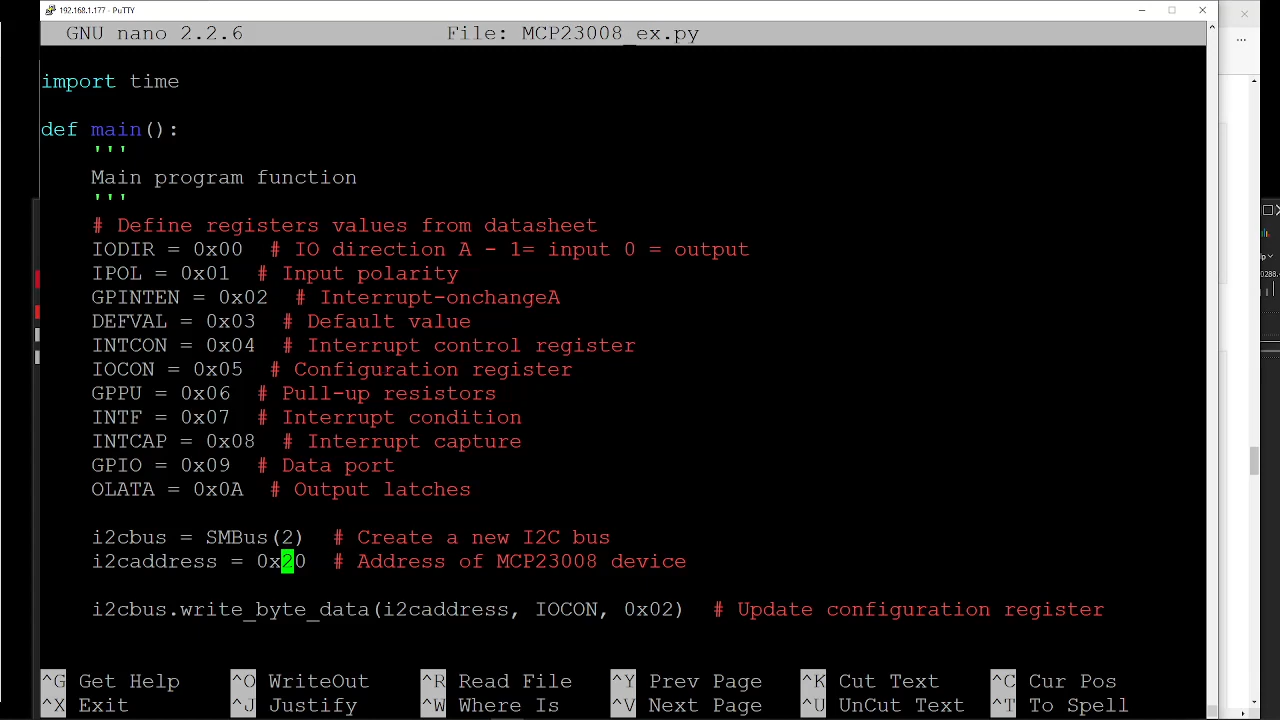 192.168.1.177 - PuTTY
GNU nano 2.2.6 File: MCP23008_ex.py
import time
def main():
'''
Main program function
'''
# Define registers values from datasheet
IODIR = 0x00 # IO direction A - 1= input 0 = output
IPOL = 0x01 # Input polarity
GPINTEN = 0x02 # Interrupt-onchangeA
DEFVAL = 0x03 # Default value
INTCON = 0x04 # Interrupt control register
IOCON = 0x05 # Configuration register
GPPU = 0x06 # Pull-up resistors
INTF = 0x07 # Interrupt condition
INTCAP = 0x08 # Interrupt capture
GPIO = 0x09 # Data port
OLATA = 0x0A # Output latches
i2cbus = SMBus(2) # Create a new I2C bus
i2caddress = 0x20 # Address of MCP23008 device
i2cbus.write_byte_data(i2caddress, IOCON, 0x02) # Update configuration register
^G Get Help ^O WriteOut ^R Read File ^Y Prev Page ^K Cut Text ^C Cur Pos
^X Exit ^J Justify ^W Where Is ^V Next Page ^U UnCut Text ^T To Spell